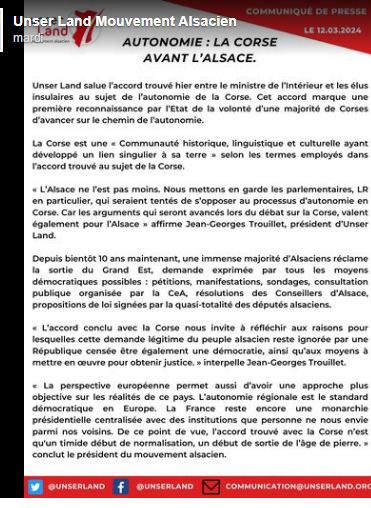 Unser Land Mouvement Alsacien
mardi
Land
COMMUNIQUÉ DE PRESSE
LE 12.03.2024
AUTONOMIE : LA CORSE
AVANT L'ALSACE.
Unser Land salue l'accord trouvé hier entre le ministre de l'Intérieur et les élus
insulaires au sujet de l'autonomie de la Corse. Cet accord marque une
première reconnaissance par l'Etat de la volonté d'une majorité de Corses
d'avancer sur le chemin de l'autonomie.
La Corse est une « Communauté historique, linguistique et culturelle ayant
développé un lien singulier à sa terre » selon les termes employés dans
l'accord trouvé au sujet de la Corse.
« L'Alsace ne l'est pas moins. Nous mettons en garde les parlementaires, LR
en particulier, qui seraient tentés de s'opposer au processus d'autonomie en
Corse. Car les arguments qui seront avancés lors du débat sur la Corse, valent
également pour l'Alsace » affirme Jean-Georges Trouillet, président d'Unser
Land.
Depuis bientôt 10 ans maintenant, une immense majorité d'Alsaciens réclame
la sortie du Grand Est, demande exprimée par tous les moyens
démocratiques possibles : pétitions, manifestations, sondages, consultation
publique organisée par la CeA, résolutions des Conseillers d'Alsace,
propositions de loi signées par la quasi-totalité des députés alsaciens.
« L'accord conclu avec la Corse nous invite à réfléchir aux raisons pour
lesquelles cette demande légitime du peuple alsacien reste ignorée par une
République censée être également une démocratie, ainsi qu'aux moyens à
mettre en œuvre pour obtenir justice. » interpelle Jean-Georges Trouillet.
« La perspective européenne permet aussi d'avoir une approche plus
objective sur les réalités de ce pays. L'autonomie régionale est le standard
démocratique en Europe. La France reste encore une monarchie
présidentielle centralisée avec des institutions que personne ne nous envie
parmi nos voisins. De ce point de vue, l'accord trouvé avec la Corse n'est
qu'un timide début de normalisation, un début de sortie de l'âge de pierre. »
conclut le président du mouvement alsacien.
@UNSERLAND
@UNSERLAND
COMMUNICATION@UNSERLAND.ORG